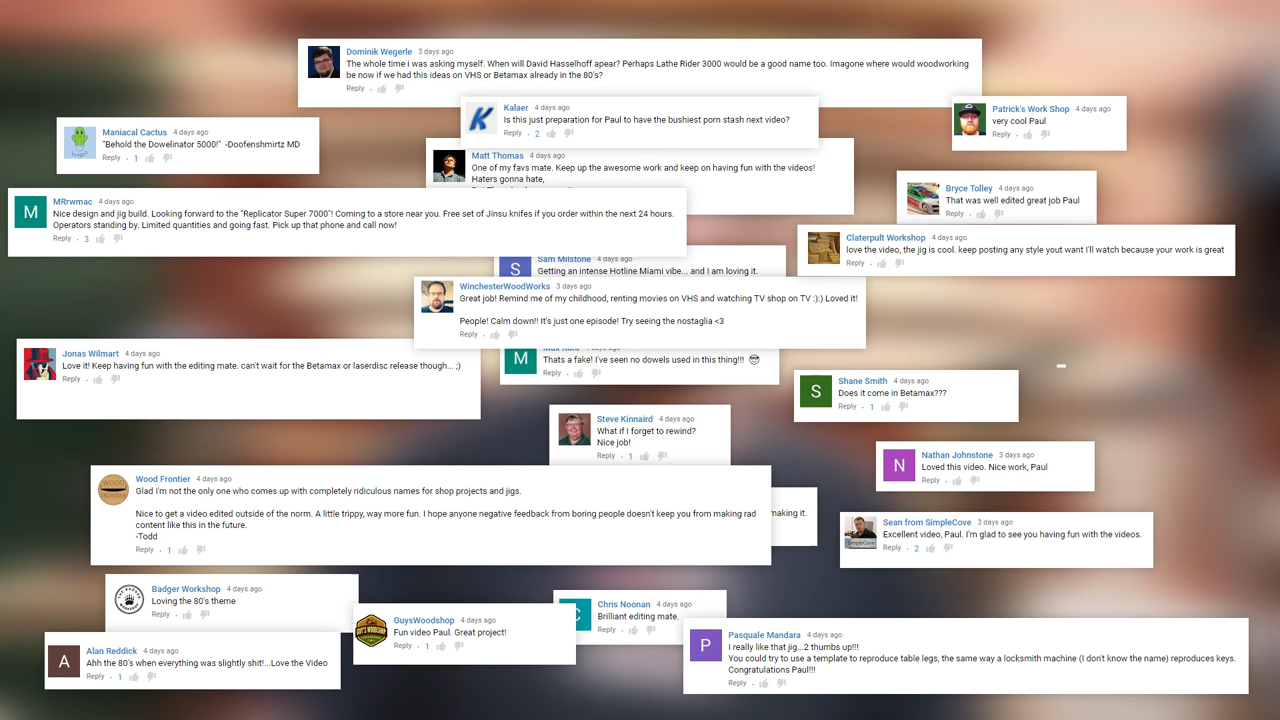 Dominik Wegerle 3 days ago
The whole time i was asking myself. When will David Hasselhoff apear? Perhaps Lathe Rider 3000 would be a good name too. Imagone where would woodworking
be now if we had this ideas on VHS or Betamax already in the 80's?
Reply
Kalaer 4 days ago
Is this just preparation for Paul to have the bushiest porn stash next video?
Reply · 2
Patrick's Work Shop 4 days ago
very cool Paul
Reply
Maniacal Cactus 4 days ago
"Behold the Dowelinator 5000!" -Doofenshmirtz MD
Reply · 1
Matt Thomas 4 days ago
One of my favs mate. Keep up the awesome work and keep on having fun with the videos!
Haters gonna hate,
Bryce Tolley 4 days ago
That was well edited great job Paul
Reply
M
MRrwmac 4 days ago
Nice design and jig build. Looking forward to the "Replicator Super 7000"! Coming to a store near you. Free set of Jinsu knifes if you order within the next 24 hours.
Operators standing by. Limited quantities and going fast. Pick up that phone and call now!
Reply · 3
Claterpult Workshop 4 days ago
love the video, the jig is cool. keep posting any style yout want I'll watch because your work is great
Reply
S
Sam Milstone 4 days ago
Getting an intense Hotline Miami vibe... and I am loving it.
WinchesterWoodWorks 3 days ago
Great job! Remind me of my childhood, renting movies on VHS and watching TV shop on TV :):) Loved it!
People! Calm down!! It's just one episode! Try seeing the nostaglia <3
Reply
Jonas Wilmart 4 days ago
Love it! Keep having fun with the editing mate. can't wait for the Betamax or laserdisc release though... ;)
Reply
M
Thats a fake! I've seen no dowels used in this thing!!! 😎
Reply
S
Shane Smith 4 days ago
Does it come in Betamax???
Reply · 1
Steve Kinnaird 4 days ago
What if I forget to rewind?
Nice job!
Reply · 1
N
Nathan Johnstone 3 days ago
Loved this video. Nice work, Paul
Reply
WOOD FRONTIER
Wood Frontier 4 days ago
Glad I'm not the only one who comes up with completely ridiculous names for shop projects and jigs.
Nice to get a video edited outside of the norm. A little trippy, way more fun. I hope anyone negative feedback from boring people doesn't keep you from making rad
content like this in the future.
-Todd
Reply · 1
making it.
SimpleCove
Sean from SimpleCove 3 days ago
Excellent video, Paul. I'm glad to see you having fun with the videos.
Reply · 2
Badger Workshop 4 days ago
Loving the 80's theme
Reply
GuysWoodshop 4 days ago
Fun video Paul. Great project!
Reply · 1
Chris Noonan 4 days ago
Brilliant editing mate.
Reply
A
Alan Reddick 4 days ago
Ahh the 80's when everything was slightly shit!...Love the Video
Reply · 1
P
Pasquale Mandara 4 days ago
I really like that jig...2 thumbs up!!!
You could try to use a template to reproduce table legs, the same way a locksmith machine (I don't know the name) reproduces keys.
Congratulations Paul!!!
Reply